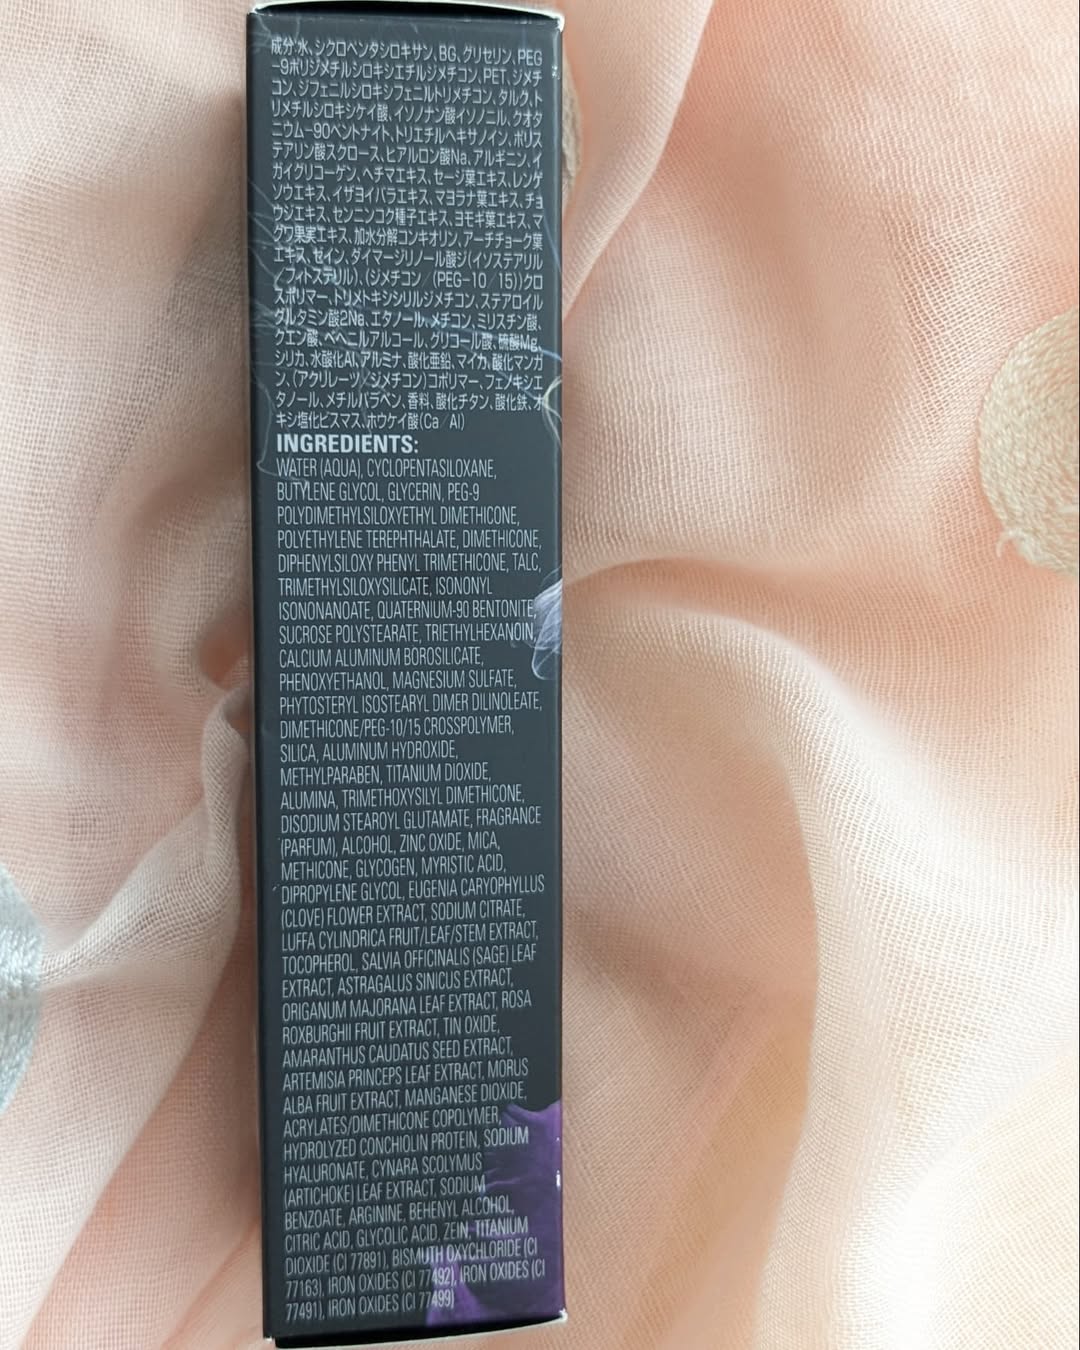 成分:水、シクロペンタシロキサン、BG、グリセリン、PEG
-9ポリジメチルシロキシエチルジメチコン、PET、ジメチ
コン、ジフェニルシロキシフェニルトリメチコン、タルク、ト
リメチルシロキシケイ酸、イソノナン酸イソノニル、クオタ
ニウム-90ベントナイト、トリエチルヘキサノイン、ポリス
テアリン酸スクロース、ヒアルロン酸Na、アルギニン、イ
ガイグリコーゲン、ヘチマエキス、セージ葉エキス、レンゲ
ソウエキス、イザヨイバラエキス、マヨラナ葉エキス、チョ
ウジエキス、センニンコク種子エキス、ヨモギ葉エキス、マ
グワ果実エキス、加水分解コンキオリン、アーチチョーク葉
エキス、ゼイン、ダイマージリノール酸ジ(イソステアリル
/フィトステリル)、(ジメチコン/(PEG-10/15))クロ
スポリマー、トリメトキシシリルジメチコン、ステアロイル
グルタミン酸2Na、エタノール、メチコン、ミリスチン酸、
クエン酸、ベヘニルアルコール、グリコール酸、硫酸Mg、
シリカ、水酸化Al、アルミナ、酸化亜鉛、マイカ、酸化マンガ
ン、(アクリレーツ/ジメチコン)コポリマー、フェノキシエ
タノール、メチルパラベン、香料、酸化チタン、酸化鉄、オ
キシ塩化ビスマス、ホウケイ酸(Ca/Al)
INGREDIENTS:
WATER (AQUA), CYCLOPENTASILOXANE,
BUTYLENE GLYCOL, GLYCERIN, PEG-9
POLYDIMETHYLSILOXYETHYL DIMETHICONE,
POLYETHYLENE TEREPHTHALATE, DIMETHICONE,
DIPHENYLSILOXY PHENYL TRIMETHICONE, TALC,
TRIMETHYLSILOXYSILICATE, ISONONYL
ISONONANOATE, QUATERNIUM-90 BENTONITE,
SUCROSE POLYSTEARATE, TRIETHYLHEXANOIN,
CALCIUM ALUMINUM BOROSILICATE,
PHENOXYETHANOL, MAGNESIUM SULFATE,
PHYTOSTERYL ISOSTEARYL DIMER DILINOLEATE,
DIMETHICONE/PEG-10/15 CROSSPOLYMER,
SILICA, ALUMINUM HYDROXIDE,
METHYLPARABEN, TITANIUM DIOXIDE,
ALUMINA, TRIMETHOXYSILYL DIMETHICONE,
DISODIUM STEAROYL GLUTAMATE, FRAGRANCE
(PARFUM), ALCOHOL, ZINC OXIDE, MICA,
METHICONE, GLYCOGEN, MYRISTIC ACID,
DIPROPYLENE GLYCOL, EUGENIA CARYOPHYLLUS
(CLOVE) FLOWER EXTRACT, SODIUM CITRATE,
LUFFA CYLINDRICA FRUIT/LEAF/STEM EXTRACT,
TOCOPHEROL, SALVIA OFFICINALIS (SAGE) LEAF
EXTRACT, ASTRAGALUS SINICUS EXTRACT,
ORIGANUM MAJORANA LEAF EXTRACT, ROSA
ROXBURGHII FRUIT EXTRACT, TIN OXIDE,
AMARANTHUS CAUDATUS SEED EXTRACT,
ARTEMISIA PRINCEPS LEAF EXTRACT, MORUS
ALBA FRUIT EXTRACT, MANGANESE DIOXIDE,
ACRYLATES/DIMETHICONE COPOLYMER,
HYDROLYZED CONCHIOLIN PROTEIN, SODIUM
HYALURONATE, CYNARA SCOLYMUS
(ARTICHOKE) LEAF EXTRACT, SODIUM
BENZOATE, ARGININE, BEHENYL ALCOHOL,
CITRIC ACID, GLYCOLIC ACID, ZEIN, TITANIUM
DIOXIDE (CI 77891), BISMUTH OXYCHLORIDE (CI
77163), IRON OXIDES (CI 77492), IRON OXIDES (CI
77491), IRON OXIDES (CI 77499)